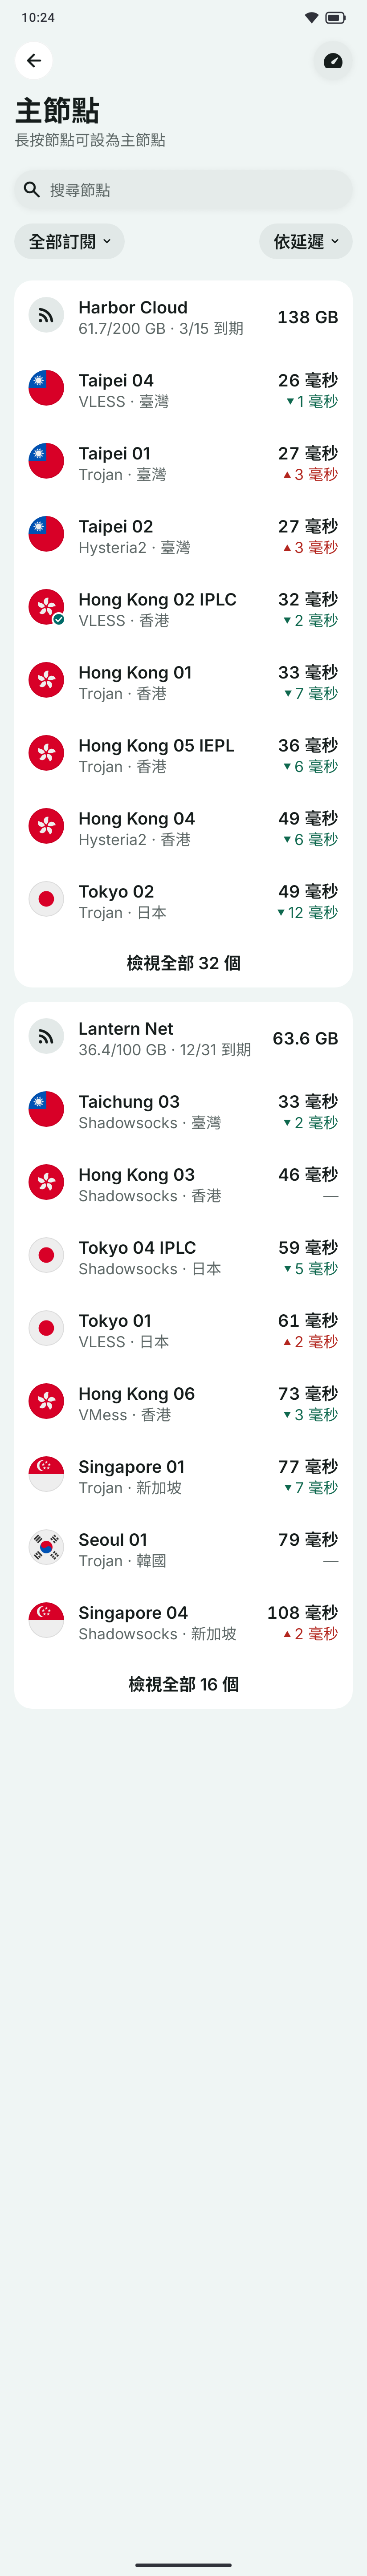 10:24
主節點
長按節點可設為主節點
搜尋節點
全部訂閱
依延遲
Harbor Cloud
61.7/200 GB · 3/15 到期
138 GB
Taipei 04
VLESS · 臺灣
26 毫秒
▼1 毫秒
Taipei 01
Trojan · 臺灣
27 毫秒
▲3 毫秒
Taipei 02
Hysteria2 · 臺灣
27 毫秒
▲3 毫秒
Hong Kong 02 IPLC
VLESS · 香港
32 毫秒
▼2 毫秒
Hong Kong 01
Trojan · 香港
33 毫秒
▼7 毫秒
Hong Kong 05 IEPL
Trojan · 香港
36 毫秒
▼6 毫秒
Hong Kong 04
Hysteria2 · 香港
49 毫秒
▼6 毫秒
Tokyo 02
Trojan · 日本
49 毫秒
▼12 毫秒
檢視全部 32 個
Lantern Net
36.4/100 GB · 12/31 到期
63.6 GB
Taichung 03
Shadowsocks · 臺灣
33 毫秒
▼2 毫秒
Hong Kong 03
Shadowsocks · 香港
46 毫秒
—
Tokyo 04 IPLC
Shadowsocks · 日本
59 毫秒
▼5 毫秒
Tokyo 01
VLESS · 日本
61 毫秒
▲2 毫秒
Hong Kong 06
VMess · 香港
73 毫秒
▼3 毫秒
Singapore 01
Trojan · 新加坡
77 毫秒
▼7 毫秒
Seoul 01
Trojan · 韓國
79 毫秒
—
Singapore 04
Shadowsocks · 新加坡
108 毫秒
▲2 毫秒
檢視全部 16 個